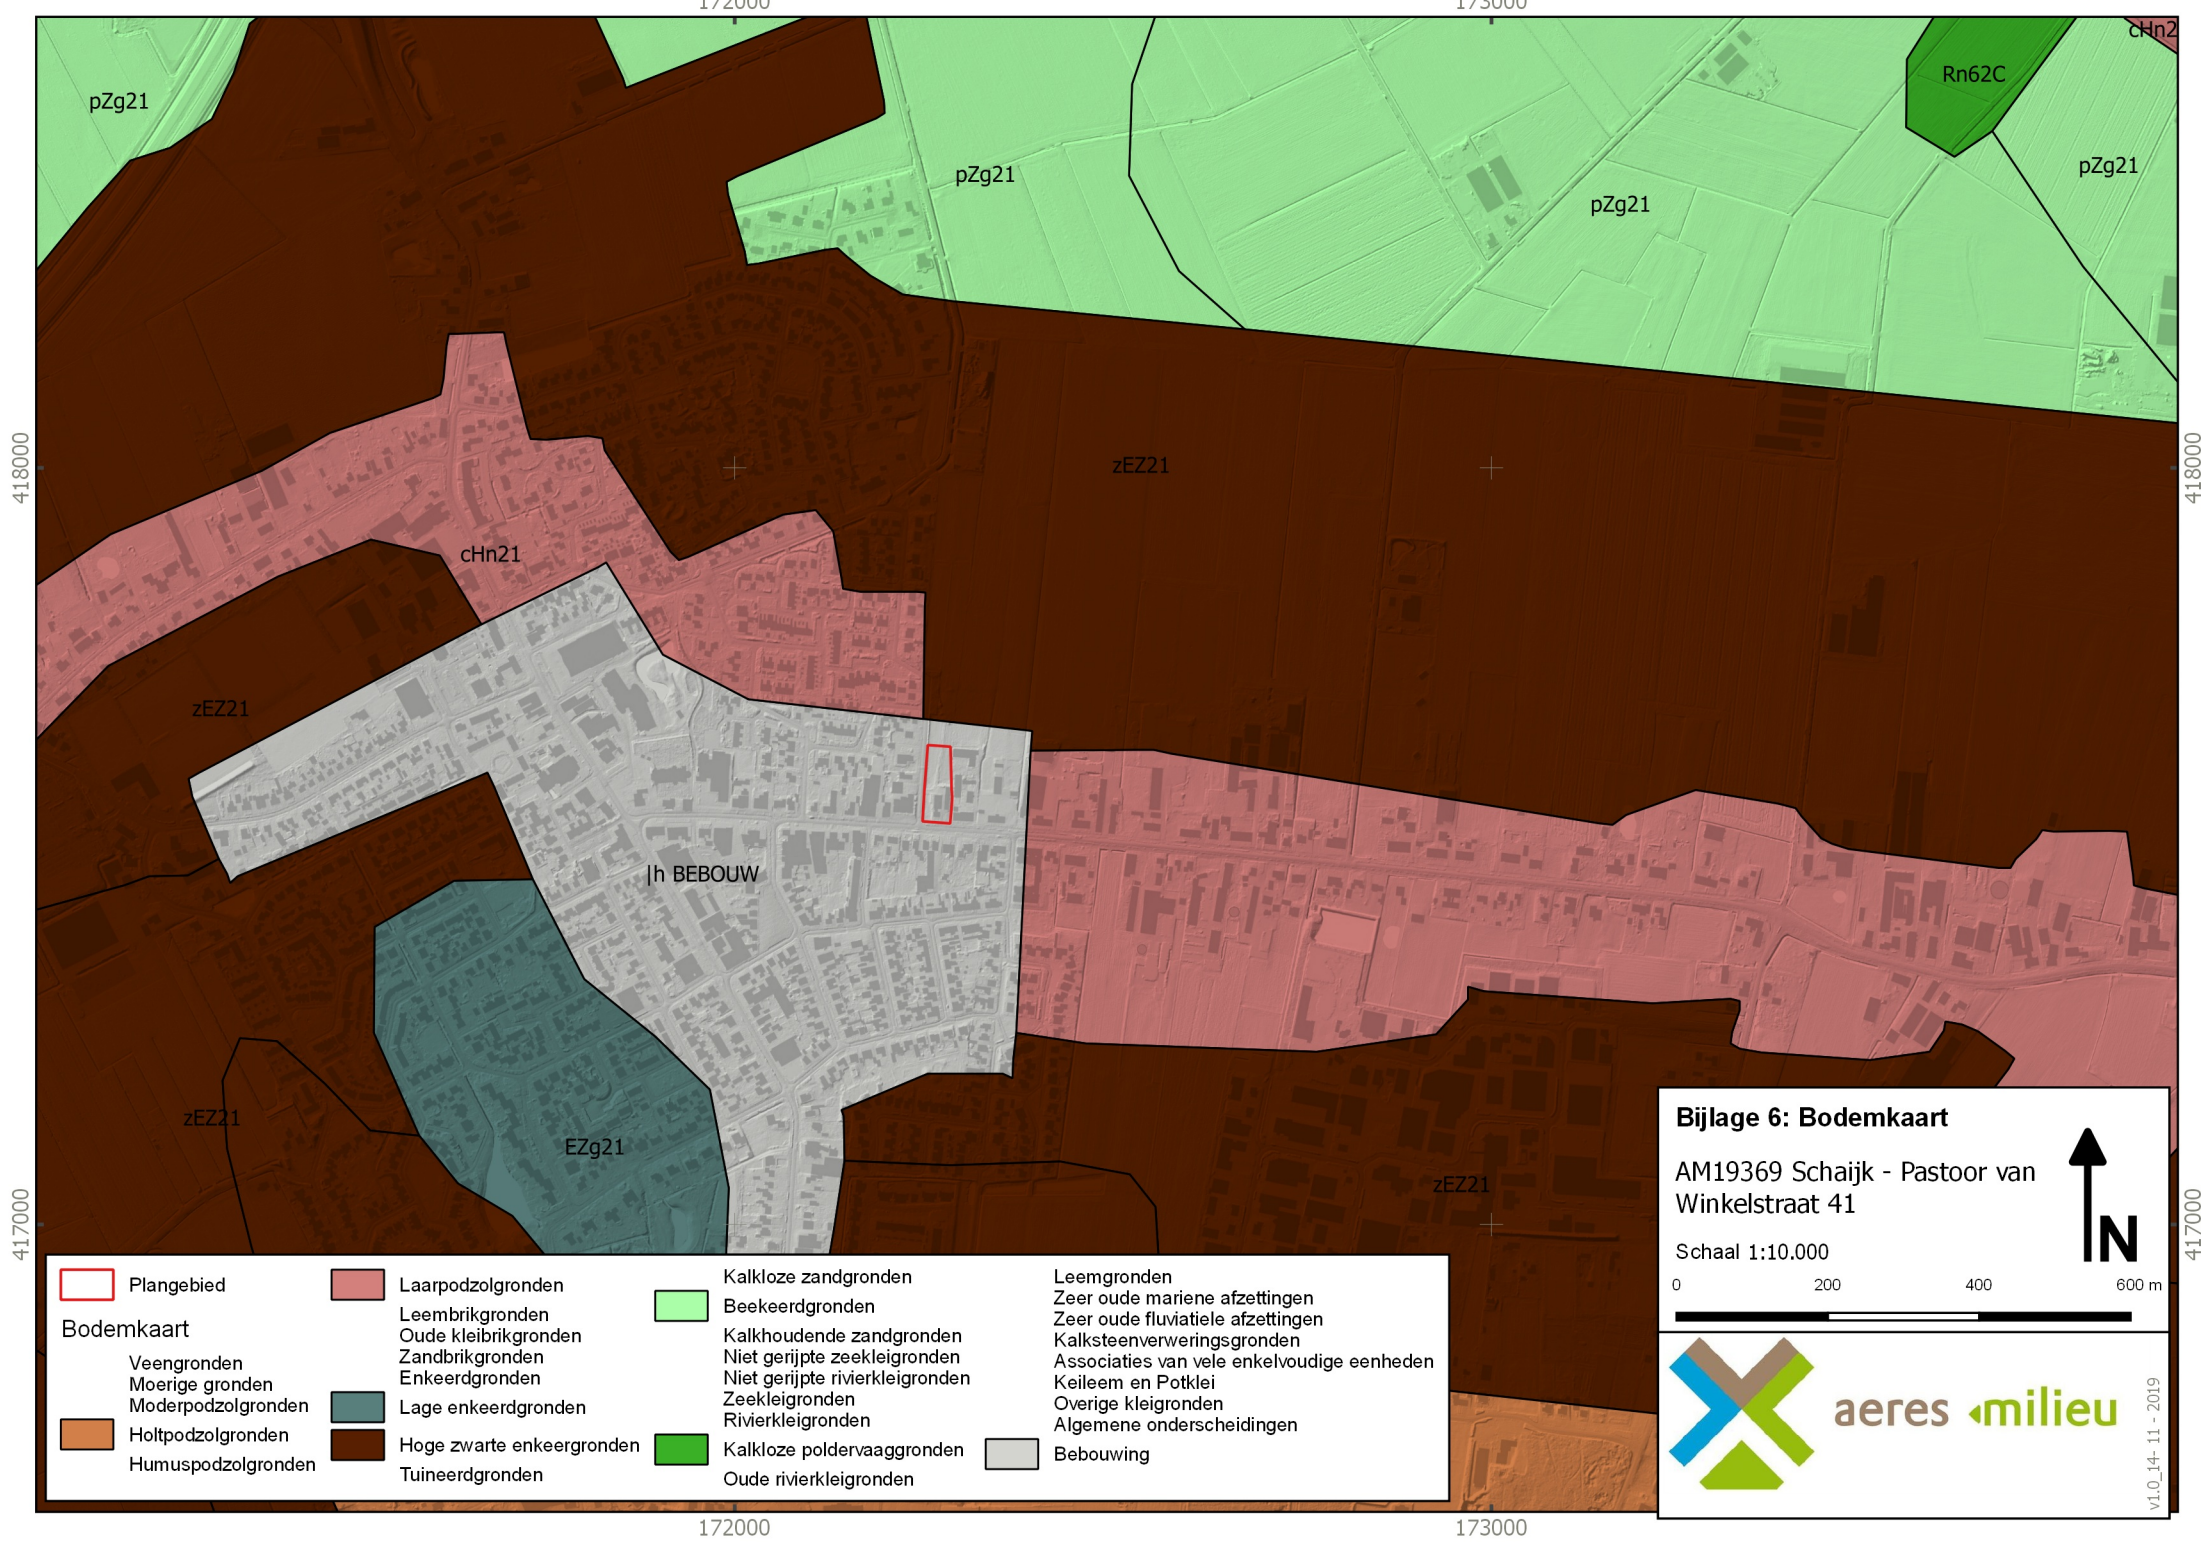 172000
173000
cHn2
Rn62C
pZg21
pZg21
pZg21
pZg21
418000
418000
zEZ21
cHn21
zEZ21
|h BEBOUW
zEZ21
EZg21
zEZ21
417000
417000
Bijlage 6: Bodemkaart
AM19369 Schaijk - Pastoor van
Winkelstraat 41
Schaal 1:10.000
N
0 200 400 600 m
aeres milieu
v1.0_14- 11 - 2019
Plangebied
Bodemkaart
Veengronden
Moerige gronden
Moderpodzolgronden
Holtpodzolgronden
Humuspodzolgronden
Laarpodzolgronden
Leembrikgronden
Oude kleibrikgronden
Zandbrikgronden
Enkeerdgronden
Lage enkeerdgronden
Hoge zwarte enkeergronden
Tuineerdgronden
Kalkloze zandgronden
Beekeerdgronden
Kalkhoudende zandgronden
Niet gerijpte zeekleigronden
Niet gerijpte rivierkleigronden
Zeekleigronden
Rivierkleigronden
Kalkloze poldervaaggronden
Oude rivierkleigronden
Leemgronden
Zeer oude mariene afzettingen
Zeer oude fluviatiele afzettingen
Kalksteenverweringsgronden
Associaties van vele enkelvoudige eenheden
Keileem en Potklei
Overige kleigronden
Algemene onderscheidingen
Bebouwing
172000
173000